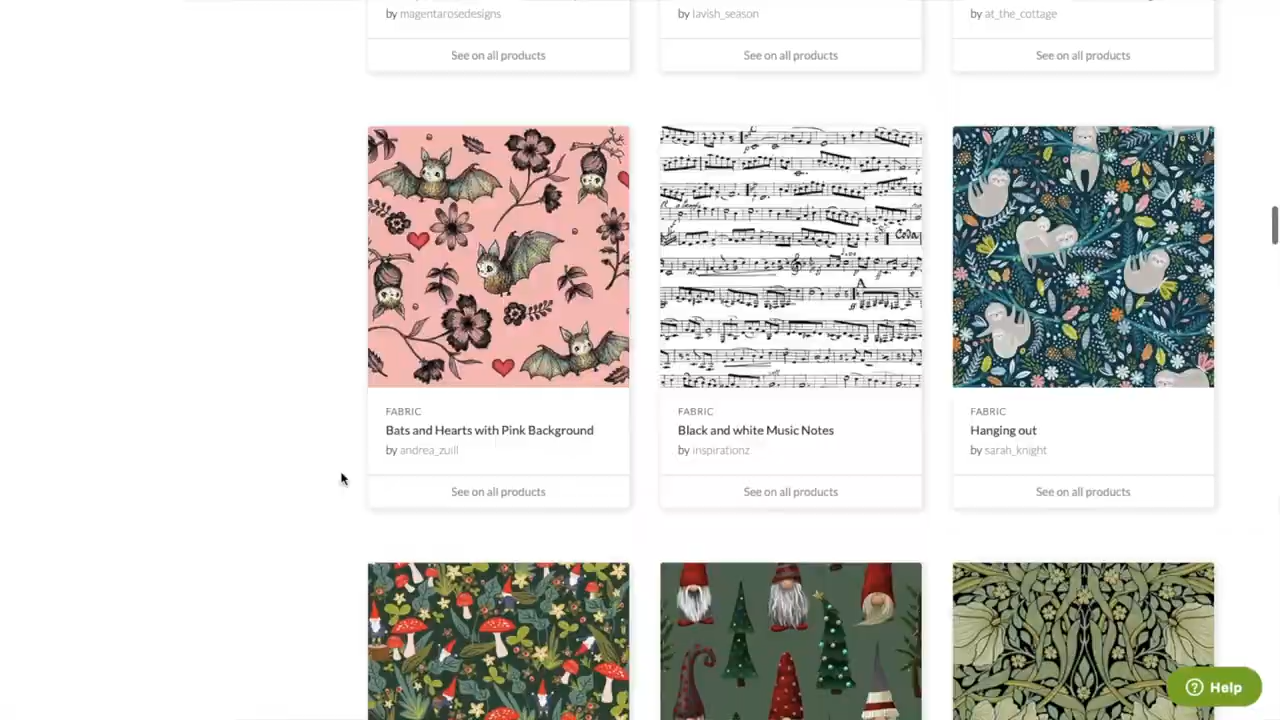 by magentarosedesigns
by lavish_season
by at_the_cottage
See on all products
See on all products
See on all products
Coda
FABRIC
Bats and Hearts with Pink Background
by andrea_zuill
FABRIC
Black and white Music Notes
by inspirationz
FABRIC
Hanging out
by sarah_knight
See on all products
See on all products
See on all products
Help